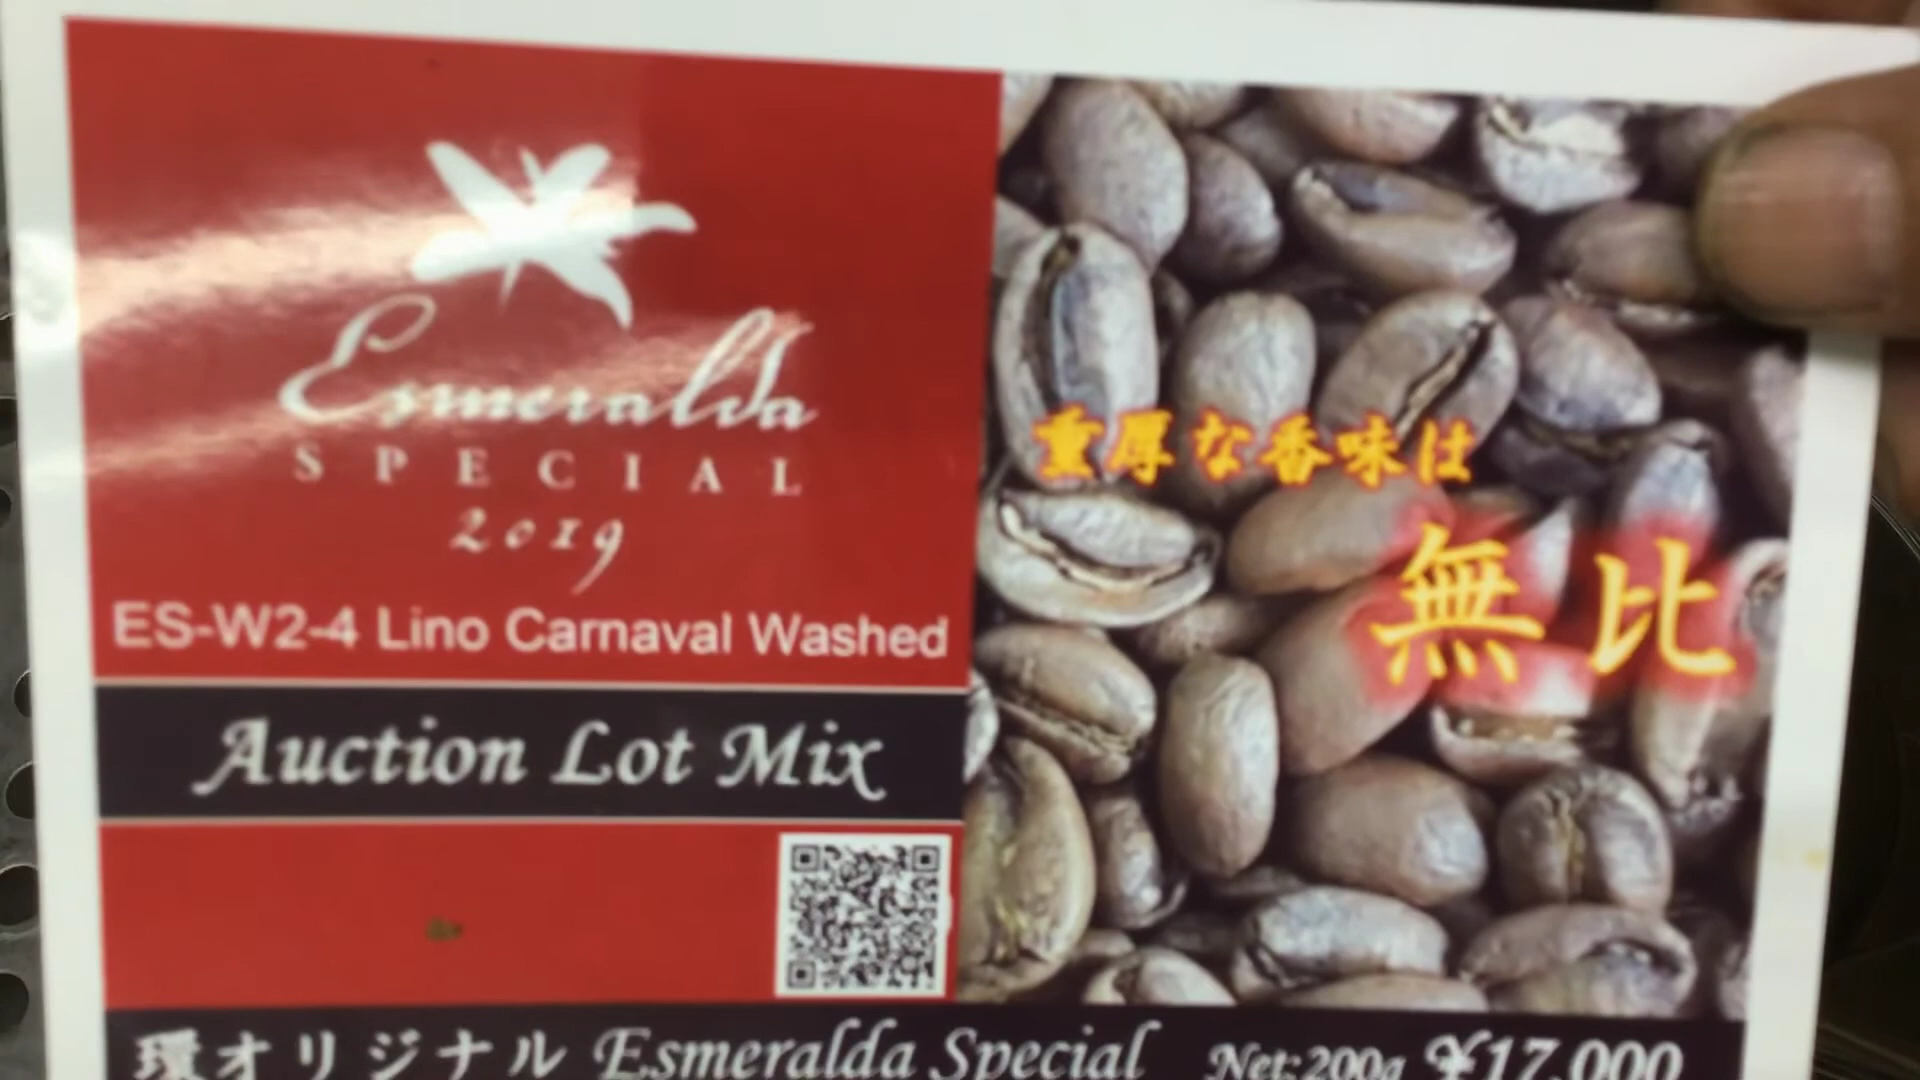 Esmeralda
SPECIAL
2019
ES-W2-4 Lino Carnaval Washed
Auction Lot Mix
重厚な香味は
無比
環オリジナル Esmeralda Special Net:200g ¥17,000